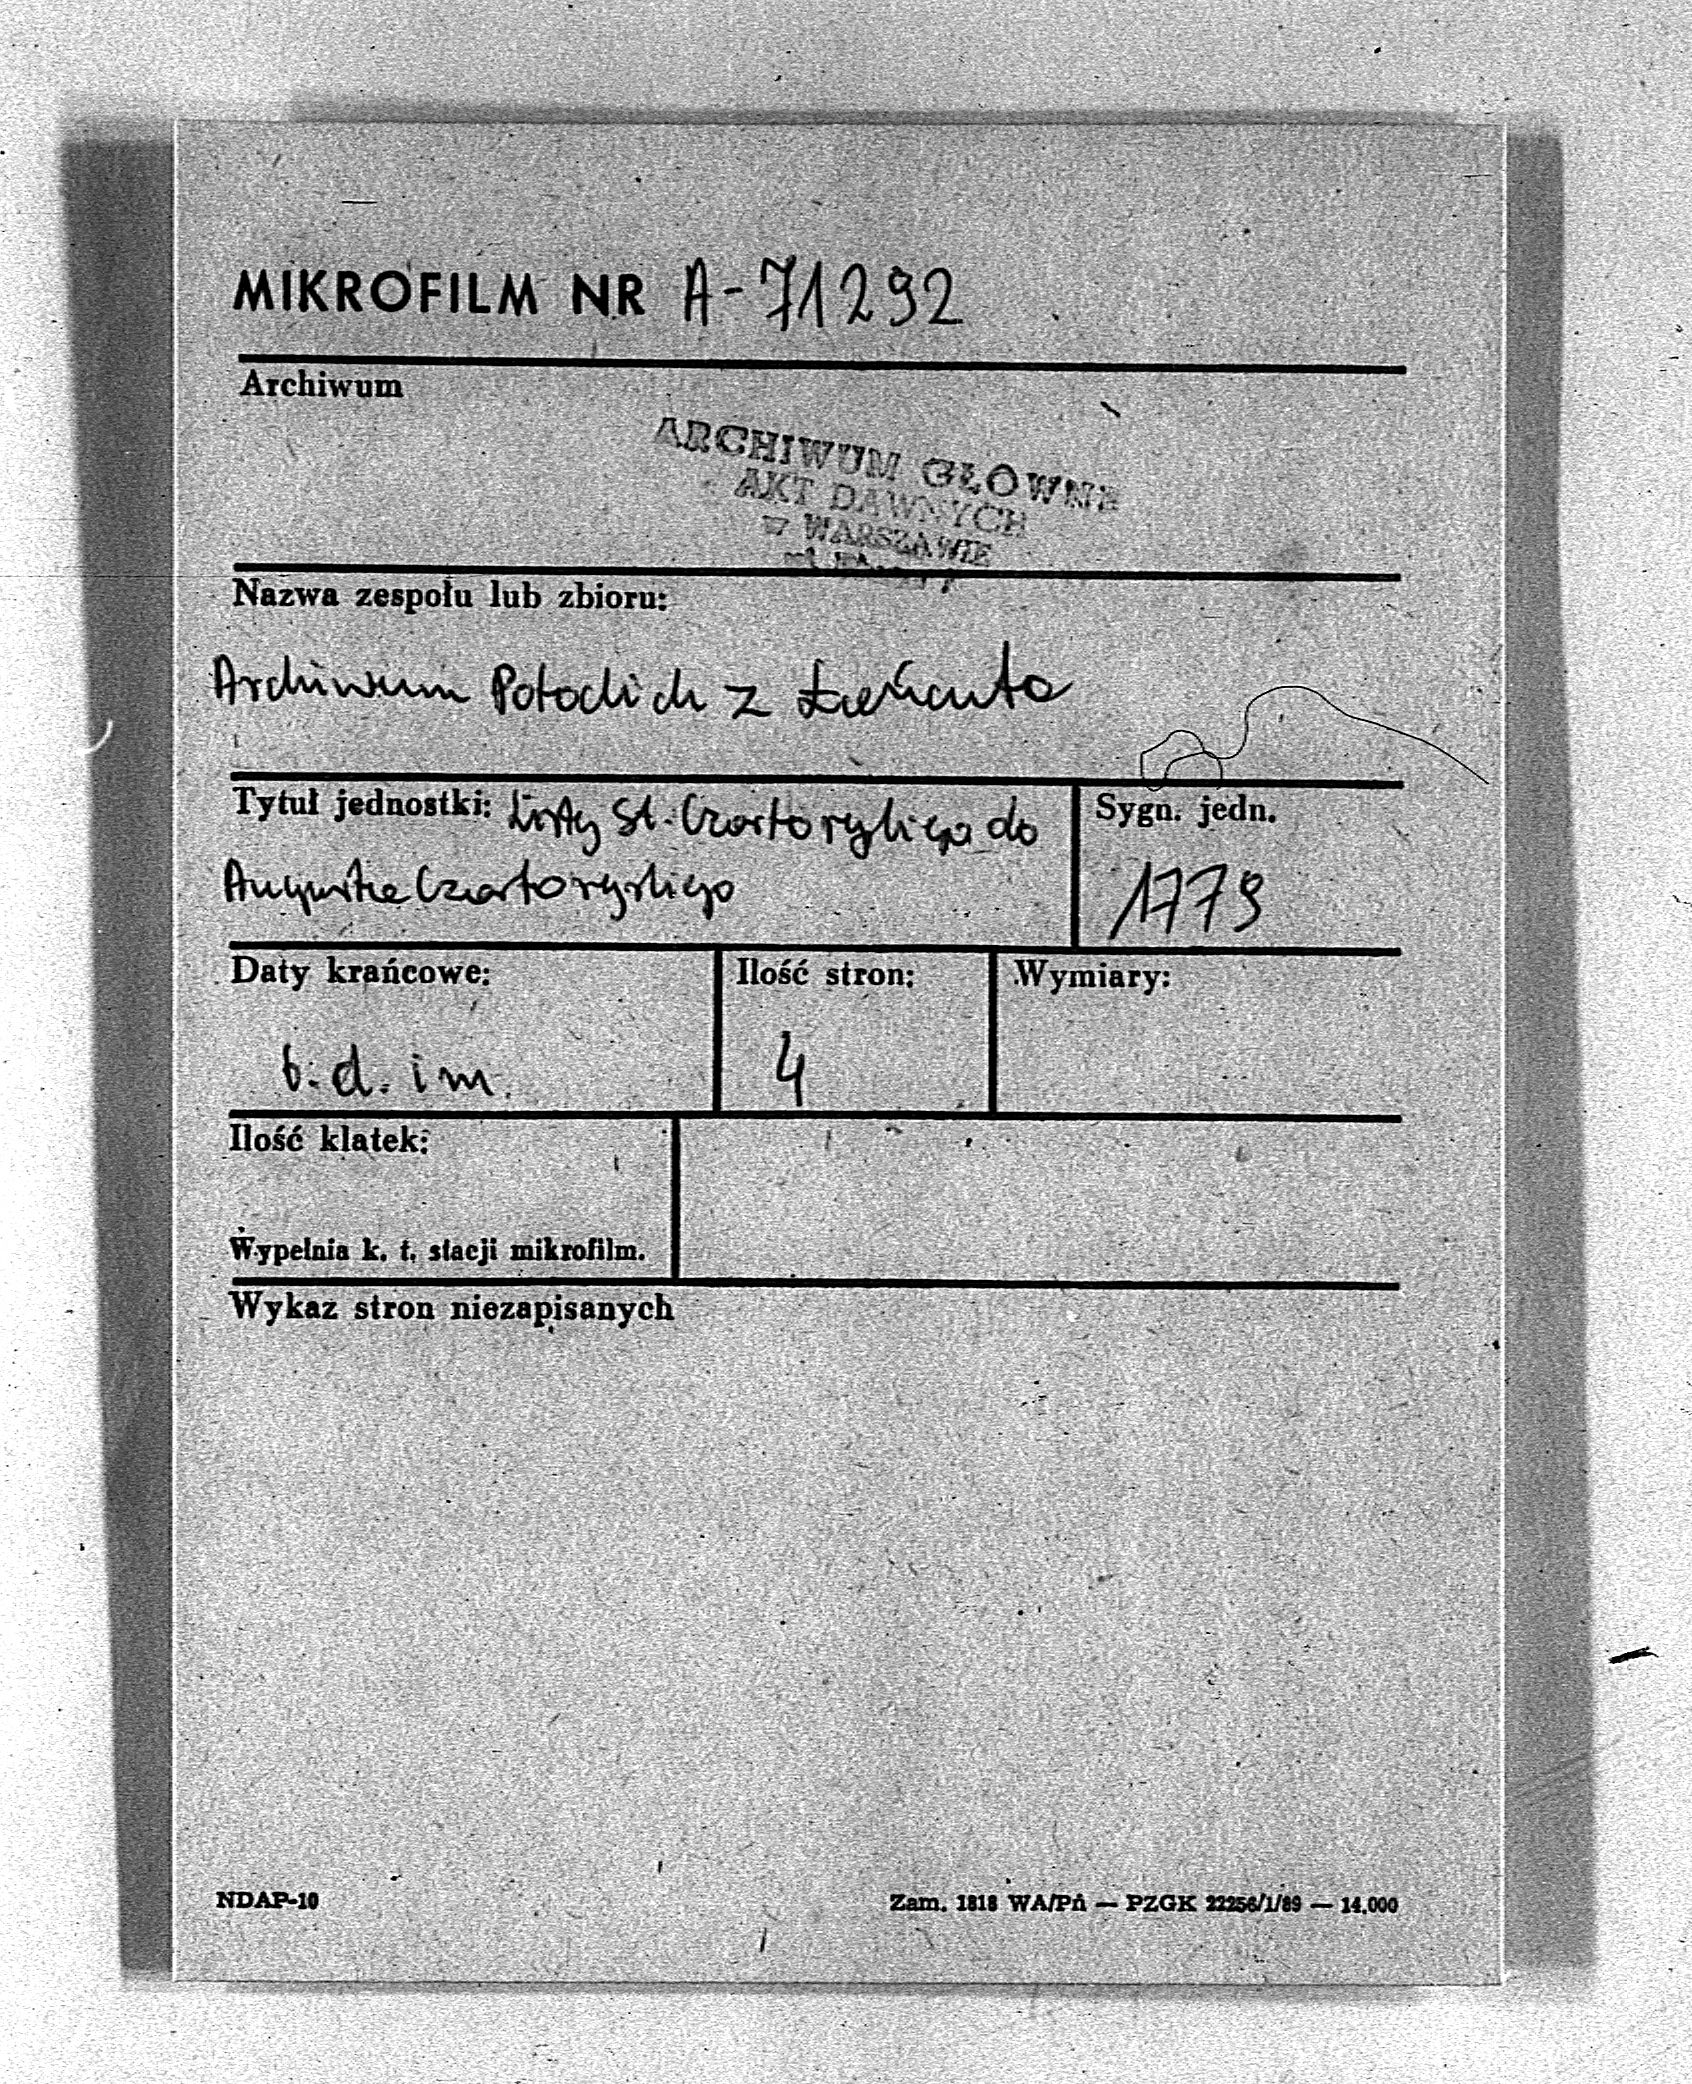 MIKROFILM NR A-71292
Archiwum
ARCHIWUM GŁÓWNE
AKT DAWNYCH
w WARSZAWIE
Nazwa zespołu lub zbioru:
Archiwum Potockich z Łańcuta
Tytuł jednostki: Listy St. Czartoryskiego do
Augusta Czartoryskiego
Sygn. jedn.
1779
Daty krańcowe:
b.d. i m.
Ilość stron:
4
Wymiary:
Ilość klatek:
Wypełnia k. t. stacji mikrofilm.
Wykaz stron niezapisanych
NDAP-10
Zam. 1818 WA/Pń — PZGK 22256/1/89 — 14.000